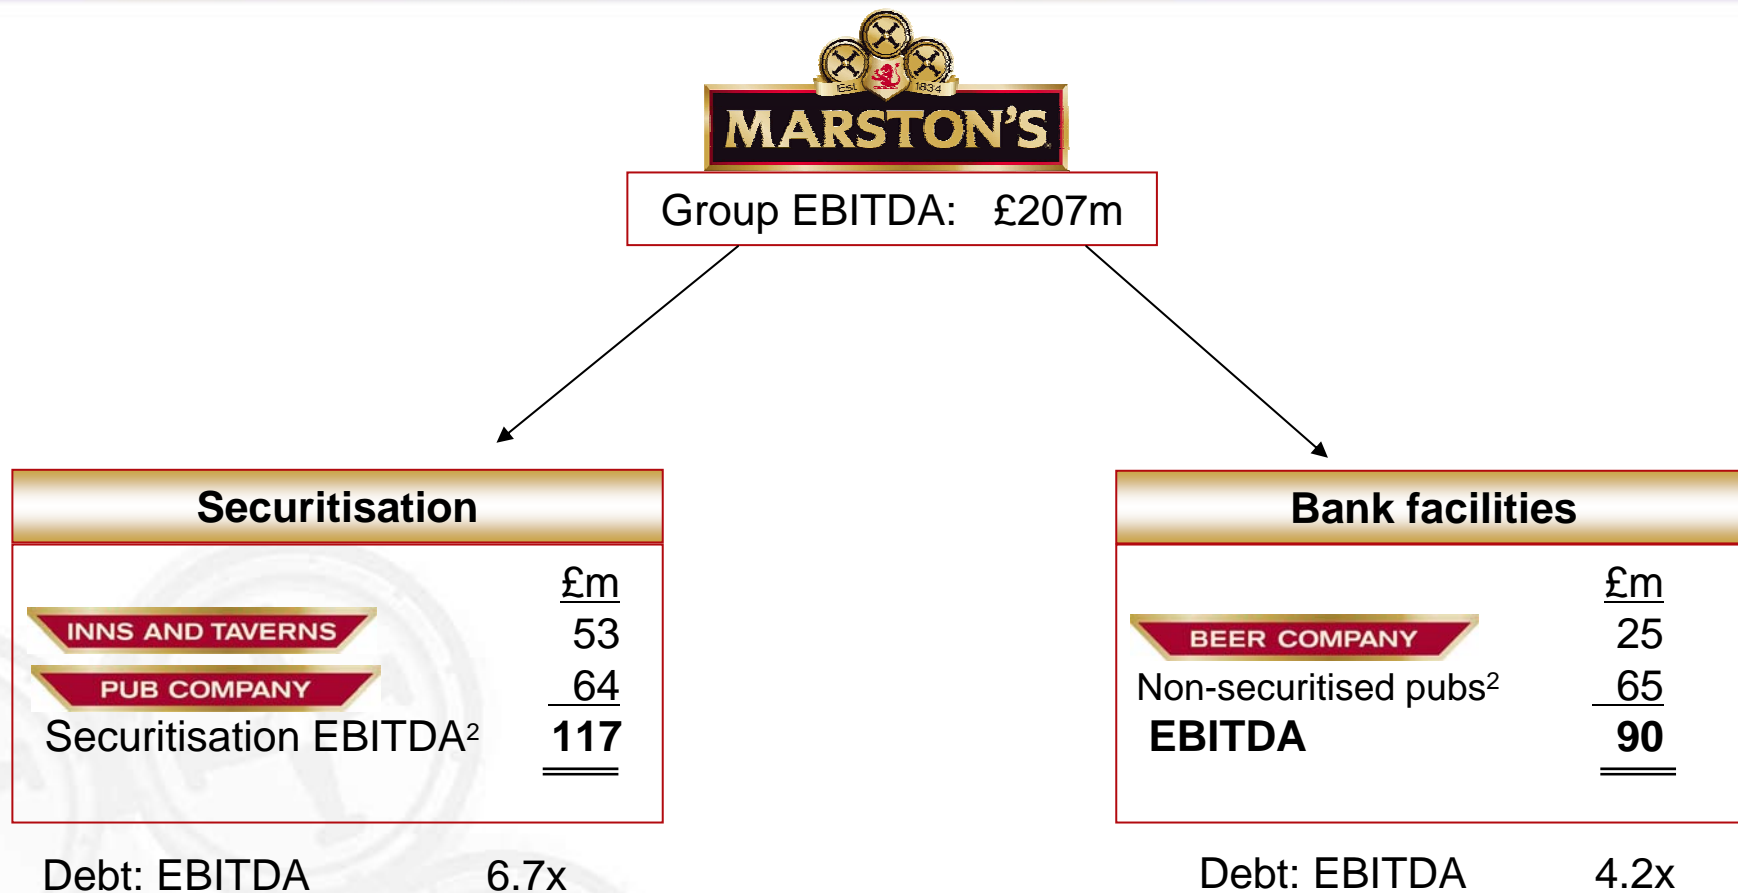 Est. 1834
MARSTON'S
Group EBITDA: £207m
Securitisation
£m
INNS AND TAVERNS 53
PUB COMPANY 64
Securitisation EBITDA² 117
Debt: EBITDA 6.7x
Bank facilities
£m
BEER COMPANY 25
Non-securitised pubs² 65
EBITDA 90
Debt: EBITDA 4.2x